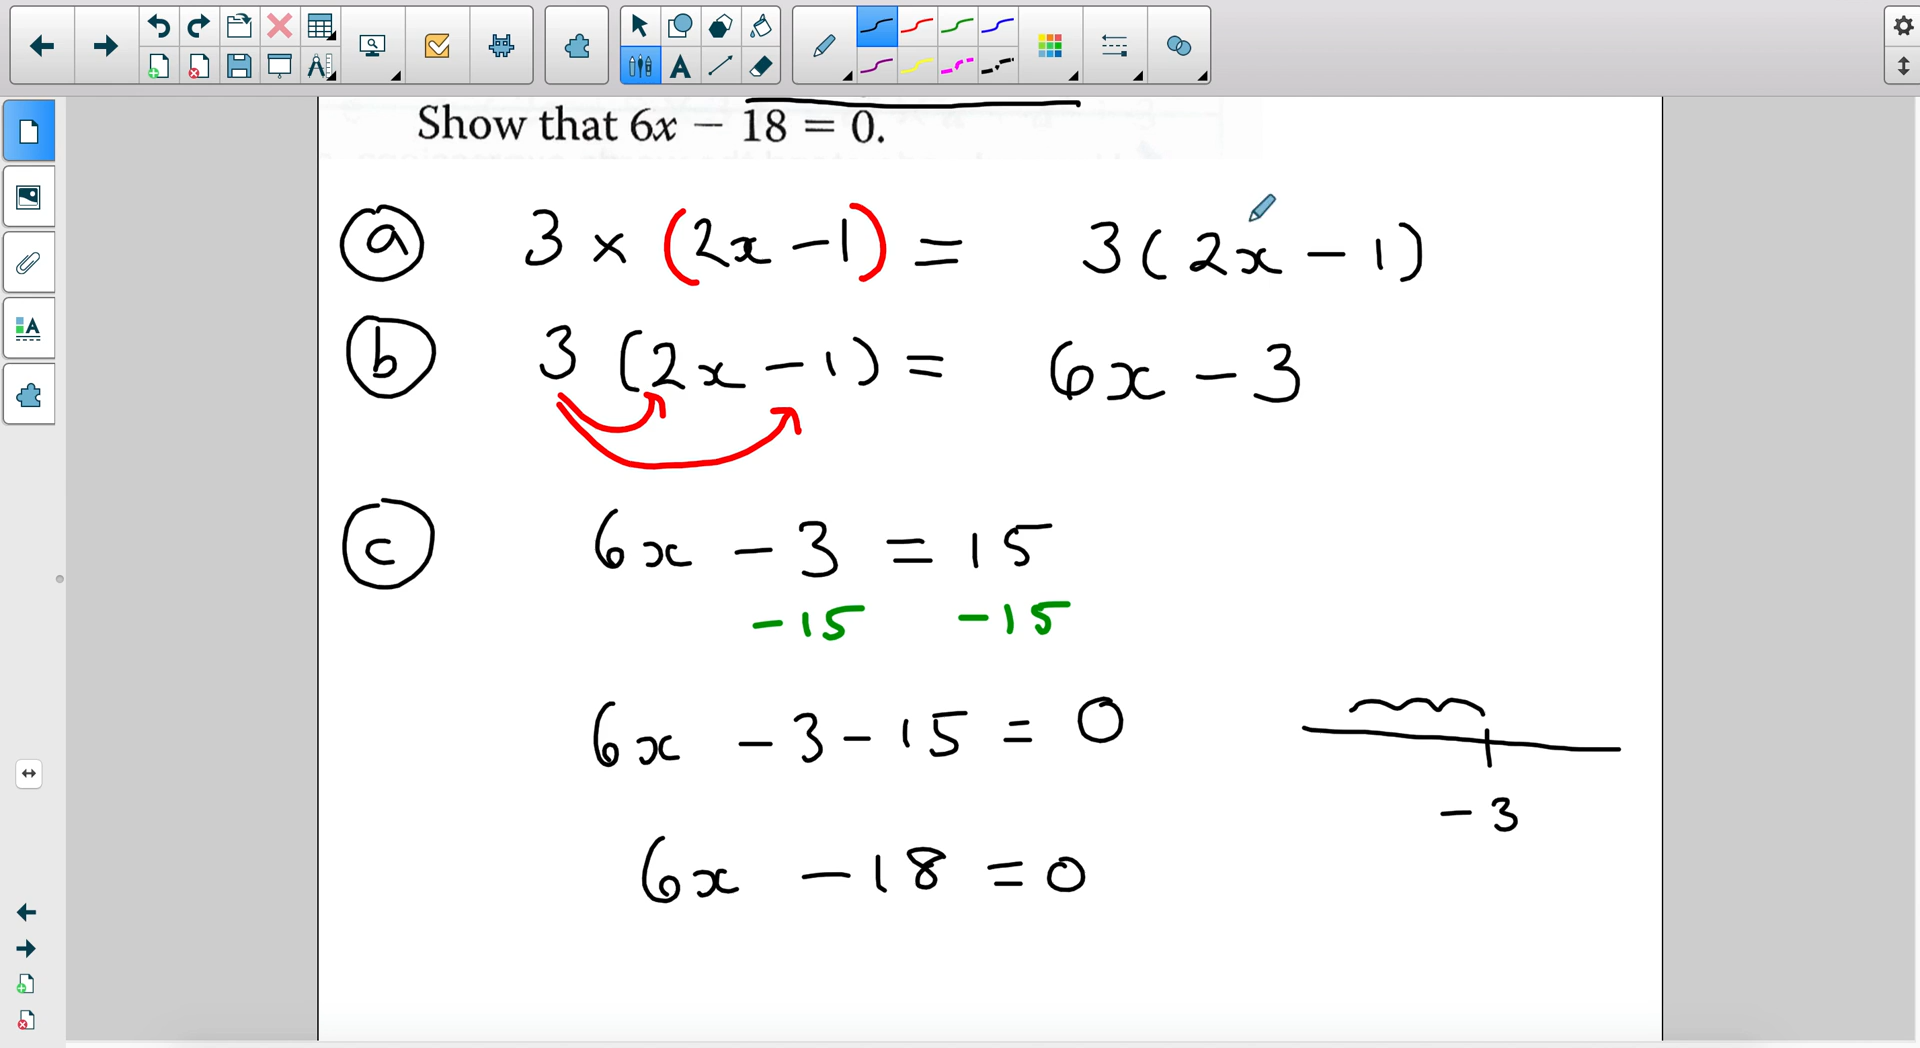 Show that 6x − 18 = 0.
a 3 × (2x − 1) = 3(2x − 1)
b 3 (2x − 1) = 6x − 3
c 6x − 3 = 15
−15 −15
6x − 3 − 15 = 0
− 3
6x − 18 = 0